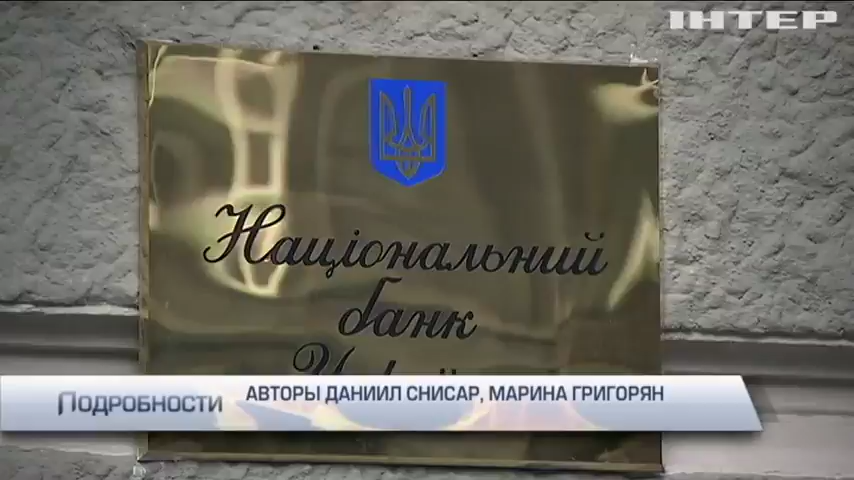 ІНТЕР
Національний
банк
ПОДРОБНОСТИ
АВТОРЫ ДАНИИЛ СНИСАР, МАРИНА ГРИГОРЯН